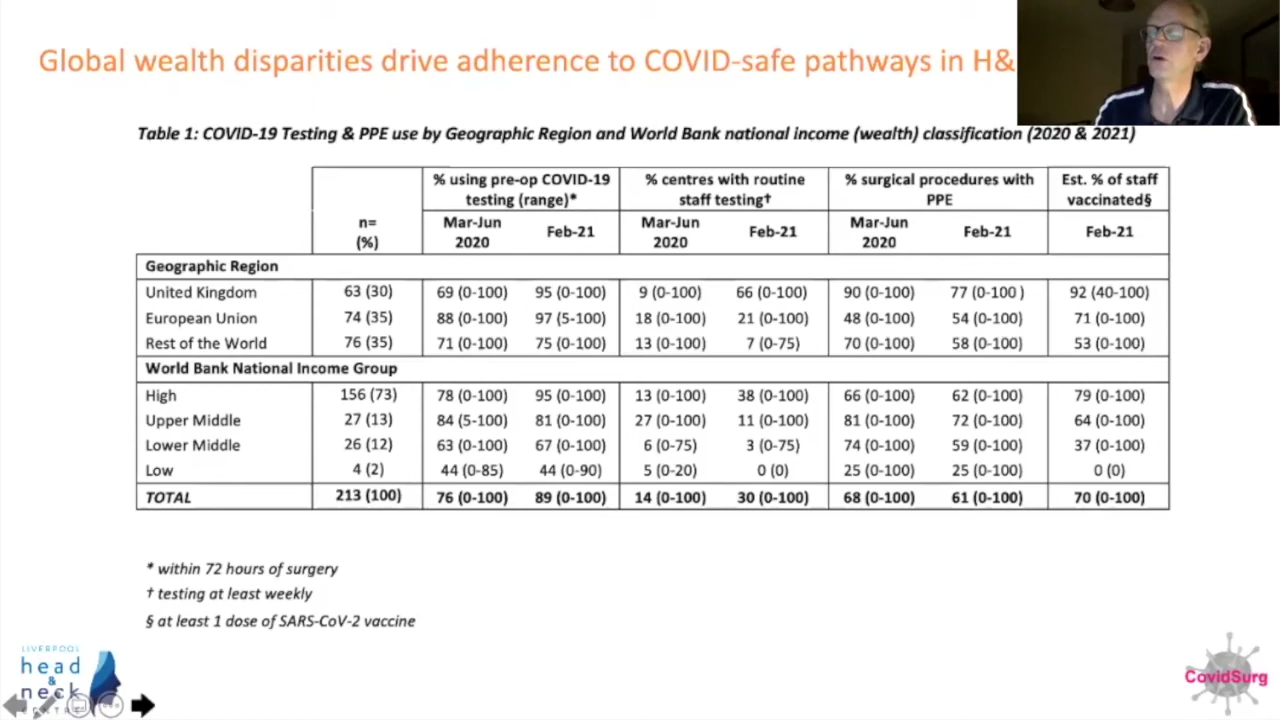 Global wealth disparities drive adherence to COVID-safe pathways in H&
Table 1: COVID-19 Testing & PPE use by Geographic Region and World Bank national income (wealth) classification (2020 & 2021)
n= (%) % using pre-op COVID-19 testing (range)* % centres with routine staff testing† % surgical procedures with PPE Est. % of staff vaccinated§
Mar-Jun 2020 Feb-21 Mar-Jun 2020 Feb-21 Mar-Jun 2020 Feb-21 Feb-21
Geographic Region
United Kingdom 63 (30) 69 (0-100) 95 (0-100) 9 (0-100) 66 (0-100) 90 (0-100) 77 (0-100 ) 92 (40-100)
European Union 74 (35) 88 (0-100) 97 (5-100) 18 (0-100) 21 (0-100) 48 (0-100) 54 (0-100) 71 (0-100)
Rest of the World 76 (35) 71 (0-100) 75 (0-100) 13 (0-100) 7 (0-75) 70 (0-100) 58 (0-100) 53 (0-100)
World Bank National Income Group
High 156 (73) 78 (0-100) 95 (0-100) 13 (0-100) 38 (0-100) 66 (0-100) 62 (0-100) 79 (0-100)
Upper Middle 27 (13) 84 (5-100) 81 (0-100) 27 (0-100) 11 (0-100) 81 (0-100) 72 (0-100) 64 (0-100)
Lower Middle 26 (12) 63 (0-100) 67 (0-100) 6 (0-75) 3 (0-75) 74 (0-100) 59 (0-100) 37 (0-100)
Low 4 (2) 44 (0-85) 44 (0-90) 5 (0-20) 0 (0) 25 (0-100) 25 (0-100) 0 (0)
TOTAL 213 (100) 76 (0-100) 89 (0-100) 14 (0-100) 30 (0-100) 68 (0-100) 61 (0-100) 70 (0-100)
* within 72 hours of surgery
† testing at least weekly
§ at least 1 dose of SARS-CoV-2 vaccine
LIVERPOOL
head
&
neck
CovidSurg